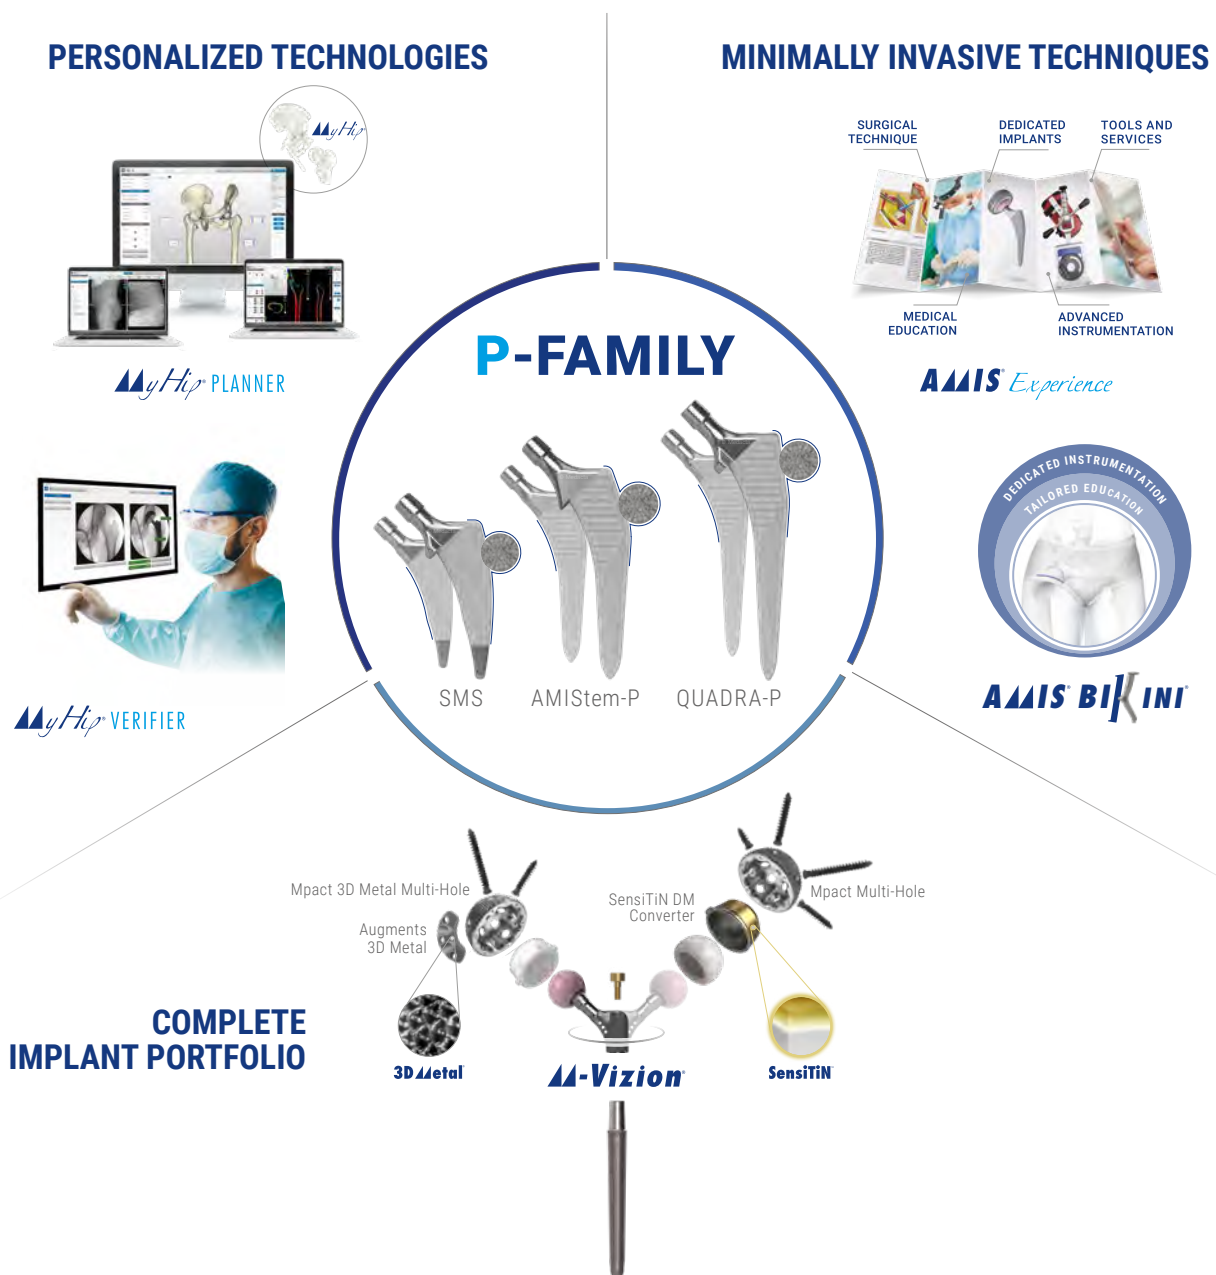 PERSONALIZED TECHNOLOGIES
MyHip
MyHip® PLANNER
MyHip® VERIFIER
MINIMALLY INVASIVE TECHNIQUES
SURGICAL
TECHNIQUE
DEDICATED
IMPLANTS
TOOLS AND
SERVICES
MEDICAL
EDUCATION
ADVANCED
INSTRUMENTATION
AMIS® Experience
DEDICATED INSTRUMENTATION
TAILORED EDUCATION
AMIS® BIKINI®
P-FAMILY
SMS
AMIStem-P
QUADRA-P
COMPLETE
IMPLANT PORTFOLIO
Mpact 3D Metal Multi-Hole
Augments
3D Metal
SensiTiN DM
Converter
Mpact Multi-Hole
3D Metal
M-Vizion®
SensiTiN